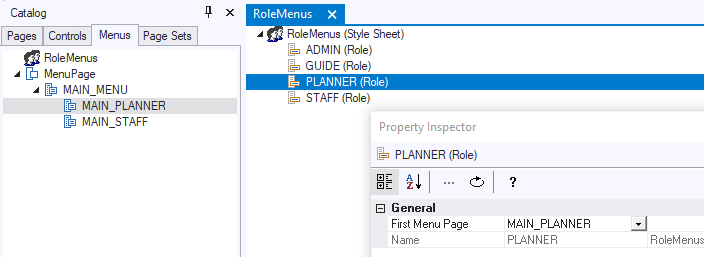 Catalog
Pages Controls Menus Page Sets
RoleMenus
MenuPage
MAIN_MENU
MAIN_PLANNER
MAIN_STAFF
RoleMenus
RoleMenus (Style Sheet)
ADMIN (Role)
GUIDE (Role)
PLANNER (Role)
STAFF (Role)
Property Inspector
PLANNER (Role)
A Z ... ?
General
First Menu Page MAIN_PLANNER
Name PLANNER RoleMenus